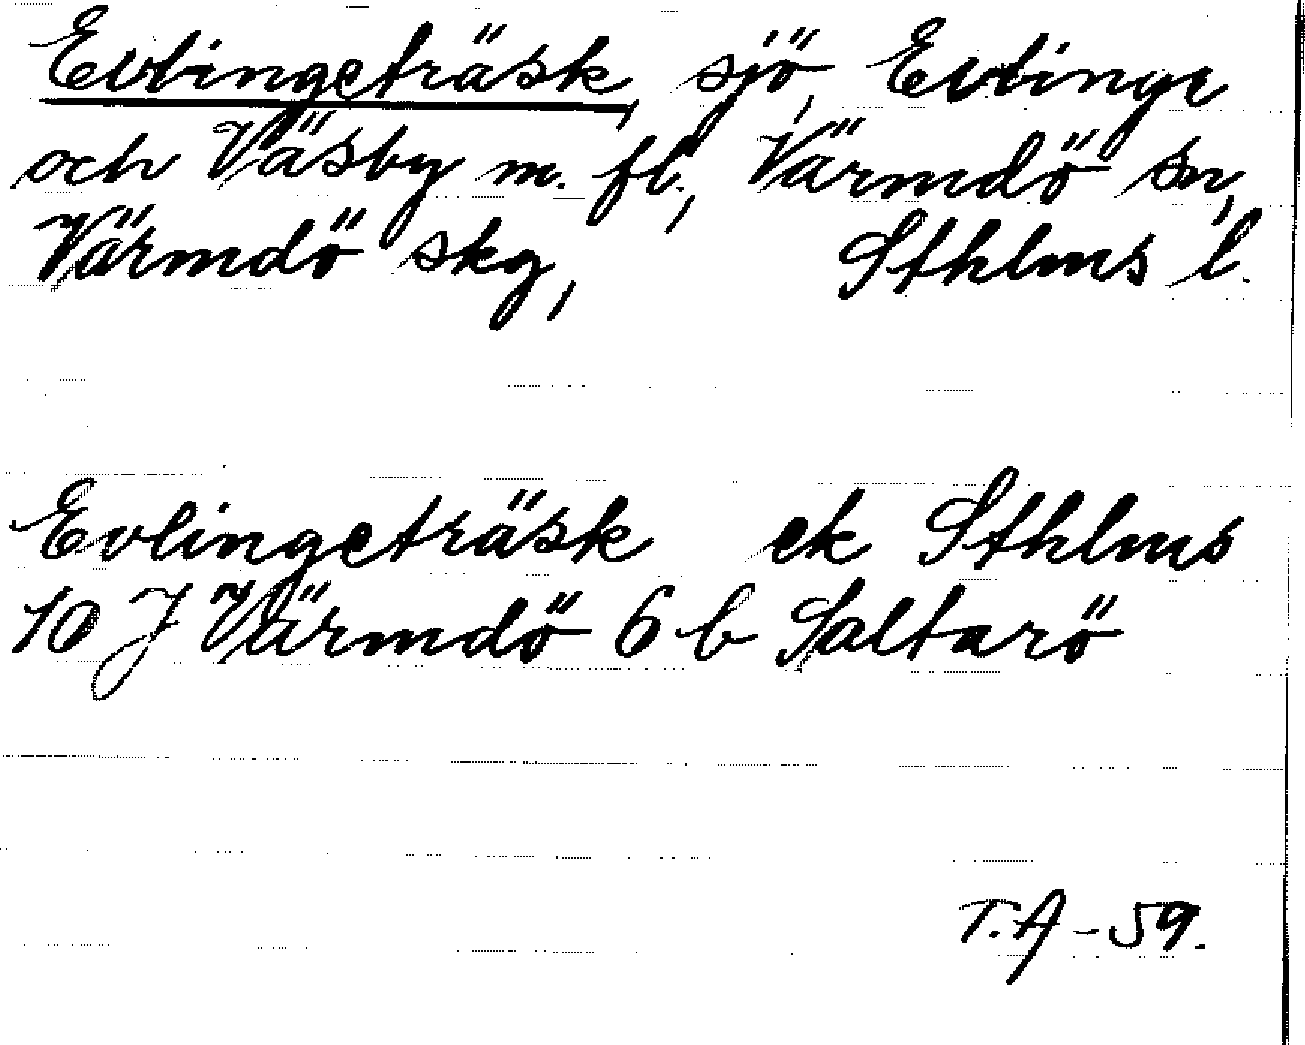 Evlingeträsk, sjö, Evlinge
och Väsby m. fl., Värmdö sn,
Värmdö skg, Sthlms l.
Evlingeträsk ek Sthlms
10 J Värmdö 6 b Saltarö
T.A -59.